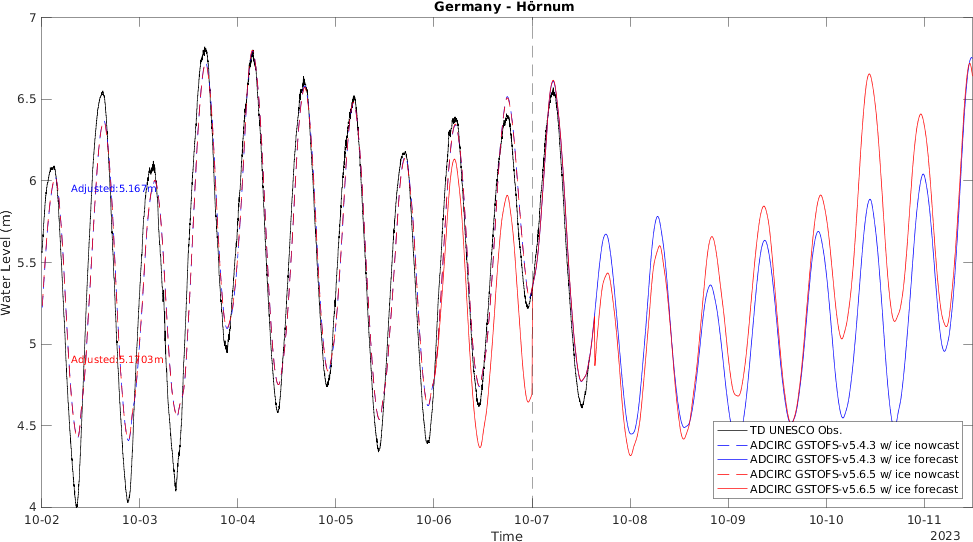 Germany - Hörnum
7
6.5
6
5.5
5
4.5
4
Water Level (m)
Adjusted:5.167m
Adjusted:5.1703m
TD UNESCO Obs.
ADCIRC GSTOFS-v5.4.3 w/ ice nowcast
ADCIRC GSTOFS-v5.4.3 w/ ice forecast
ADCIRC GSTOFS-v5.6.5 w/ ice nowcast
ADCIRC GSTOFS-v5.6.5 w/ ice forecast
10-02 10-03 10-04 10-05 10-06 10-07 10-08 10-09 10-10 10-11
Time
2023